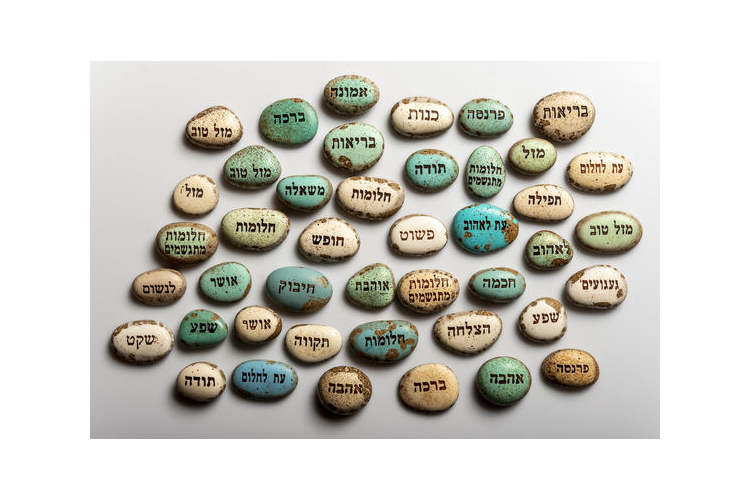 אמונה
בריאות
פרנסה
כנות
ברכה
מזל טוב
מזל
בריאות
עת לחלום
חלומות
מתגשמים
תודה
מזל טוב
תפילה
חלומות
משאלה
מזל
מזל טוב
לאהוב
עת לאהוב
פשוט
חופש
חלומות
חלומות
מתגשמים
געגועים
חכמה
חלומות
מתגשמים
אוהבת
חיבוק
אושר
לנשום
שפע
הצלחה
חלומות
תקווה
אושר
שפע
שקט
פרנסה
אהבה
ברכה
אהבה
עת לחלום
תודה